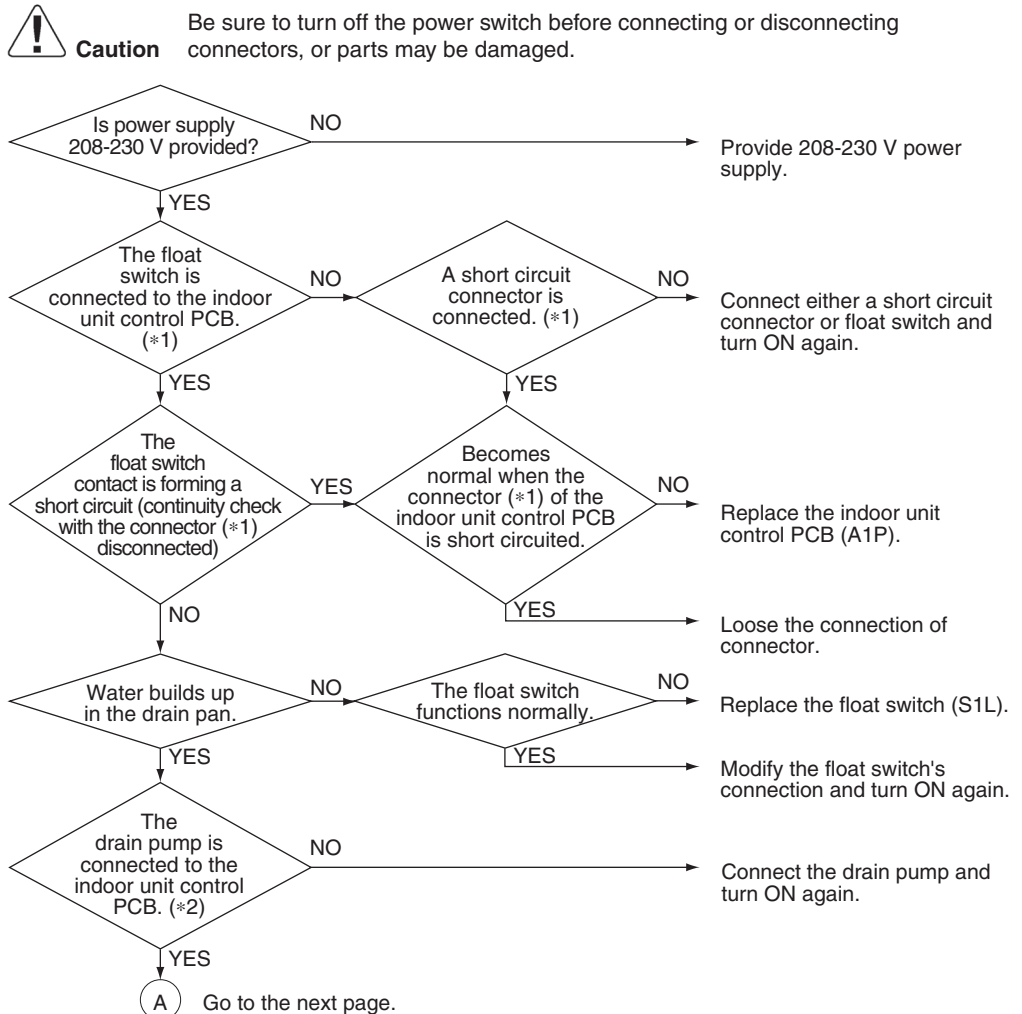 Be sure to turn off the power switch before connecting or disconnecting
Caution connectors, or parts may be damaged.
Is power supply
208-230 V provided?
NO
Provide 208-230 V power
supply.
YES
The float
switch is
connected to the indoor
unit control PCB.
(*1)
NO
A short circuit
connector is
connected. (*1)
NO
Connect either a short circuit
connector or float switch and
turn ON again.
YES
YES
The
float switch
contact is forming a
short circuit (continuity check
with the connector (*1)
disconnected)
YES
Becomes
normal when the
connector (*1) of the
indoor unit control PCB
is short circuited.
NO
Replace the indoor unit
control PCB (A1P).
YES
Loose the connection of
connector.
NO
Water builds up
in the drain pan.
NO
The float switch
functions normally.
NO
Replace the float switch (S1L).
YES
Modify the float switch's
connection and turn ON again.
YES
The
drain pump is
connected to the
indoor unit control
PCB. (*2)
NO
Connect the drain pump and
turn ON again.
YES
A Go to the next page.